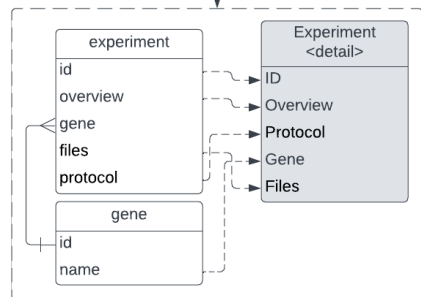 experiment
id
overview
gene
files
protocol
gene
id
name
Experiment
<detail>
ID
Overview
Protocol
Gene
Files